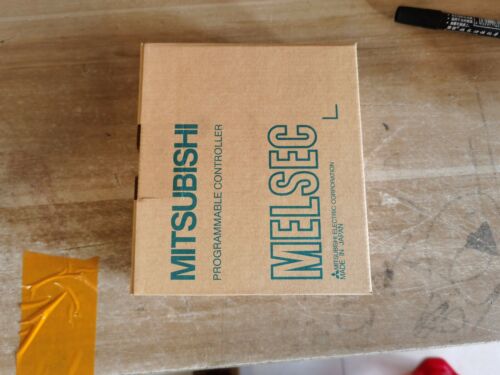 MITSUBISHI
PROGRAMMABLE CONTROLLER
MELSEC
L
MITSUBISHI ELECTRIC CORPORATION
MADE IN JAPAN